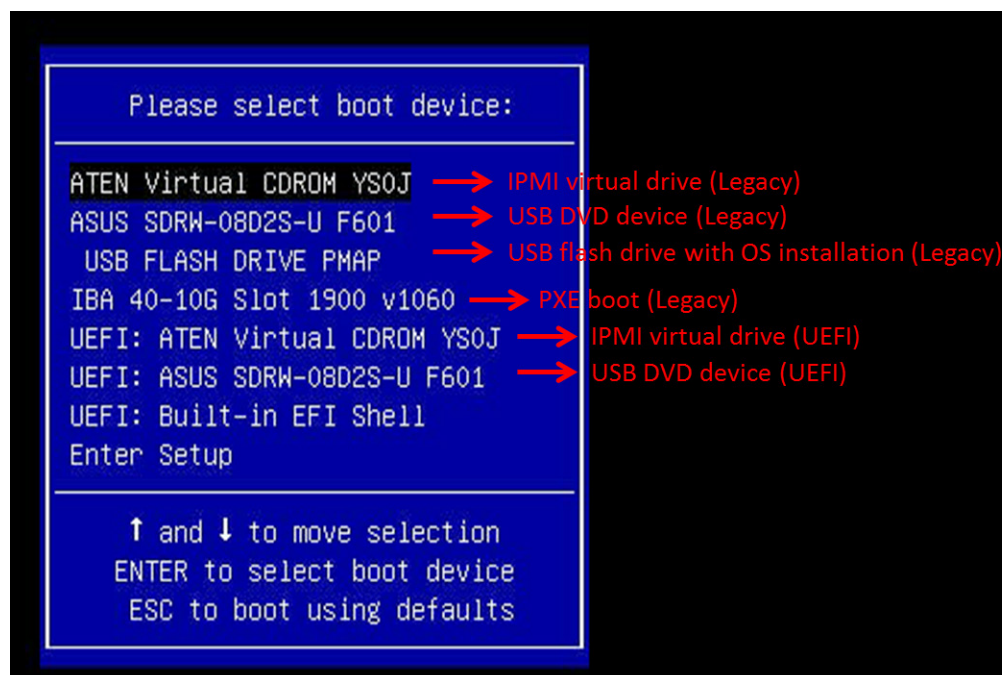 Please select boot device:
ATEN Virtual CDROM YS0J → IPMI virtual drive (Legacy)
ASUS SDRW-08D2S-U F601 → USB DVD device (Legacy)
USB FLASH DRIVE PMAP → USB flash drive with OS installation (Legacy)
IBA 40-10G Slot 1900 v1060 → PXE boot (Legacy)
UEFI: ATEN Virtual CDROM YS0J → IPMI virtual drive (UEFI)
UEFI: ASUS SDRW-08D2S-U F601 → USB DVD device (UEFI)
UEFI: Built-in EFI Shell
Enter Setup
↑ and ↓ to move selection
ENTER to select boot device
ESC to boot using defaults